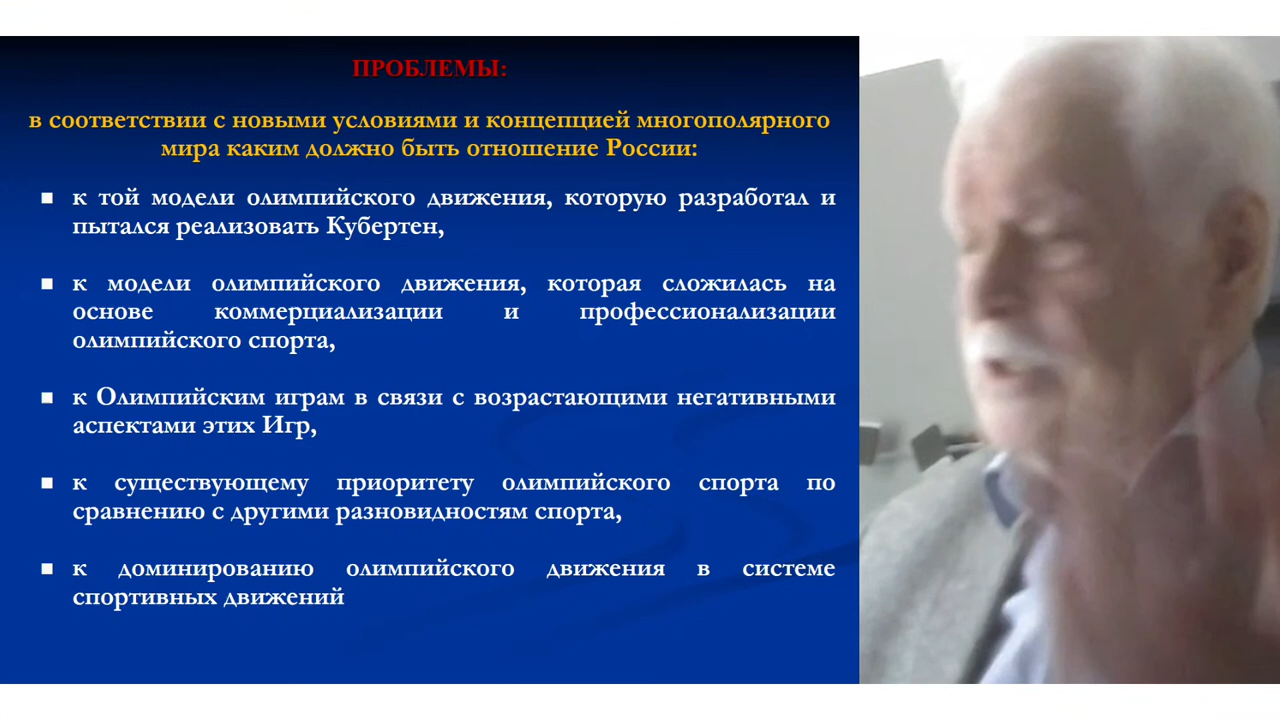 ПРОБЛЕМЫ:
в соответствии с новыми условиями и концепцией многополярного
мира каким должно быть отношение России:
к той модели олимпийского движения, которую разработал и
пытался реализовать Кубертен,
к модели олимпийского движения, которая сложилась на
основе коммерциализации и профессионализации
олимпийского спорта,
к Олимпийским играм в связи с возрастающими негативными
аспектами этих Игр,
к существующему приоритету олимпийского спорта по
сравнению с другими разновидностям спорта,
к доминированию олимпийского движения в системе
спортивных движений